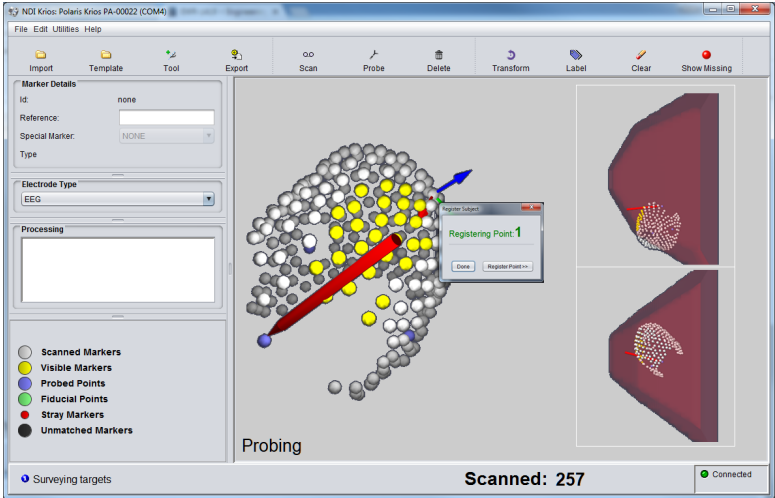 NDI Krios: Polaris Krios PA-00022 (COM4)
File Edit Utilities Help
Import Template Tool Export Scan Probe Delete Transform Label Clear Show Missing
Marker Details
Id: none
Reference:
Special Marker: NONE
Type
Electrode Type
EEG
Processing
Register Subject
Registering Point:1
Done Register Point >>
Scanned Markers
Visible Markers
Probed Points
Fiducial Points
Stray Markers
Unmatched Markers
Probing
Surveying targets
Scanned: 257
Connected